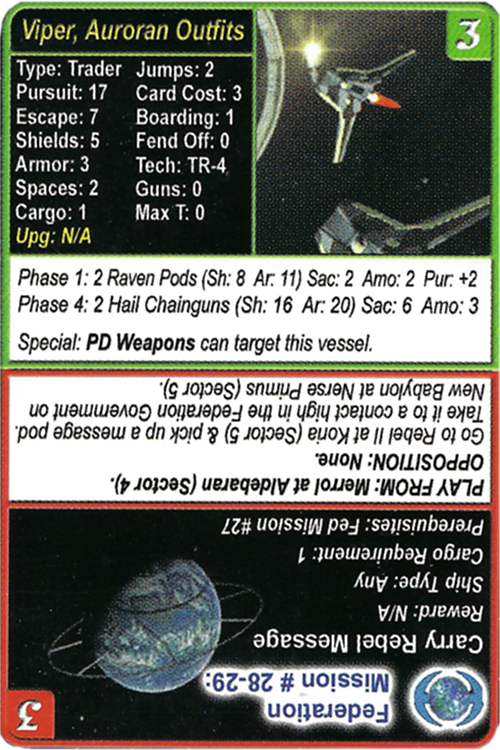 Viper, Auroran Outfits
3
Type: Trader Jumps: 2
Pursuit: 17 Card Cost: 3
Escape: 7 Boarding: 1
Shields: 5 Fend Off: 0
Armor: 3 Tech: TR-4
Spaces: 2 Guns: 0
Cargo: 1 Max T: 0
Upg: N/A
Phase 1: 2 Raven Pods (Sh: 8 Ar: 11) Sac: 2 Amo: 2 Pur: +2
Phase 4: 2 Hail Chainguns (Sh: 16 Ar: 20) Sac: 6 Amo: 3
Special: PD Weapons can target this vessel.
3
Federation
Mission # 28-29:
Carry Rebel Message
Reward: N/A
Ship Type: Any
Cargo Requirement: 1
Prerequisites: Fed Mission #27
PLAY FROM: Merrol at Aldebaran (Sector 4).
OPPOSITION: None.
Go to Rebel II at Koria (Sector 5) & pick up a message pod.
Take it to a contact high in the Federation Government on
New Babylon at Nerse Primus (Sector 5).